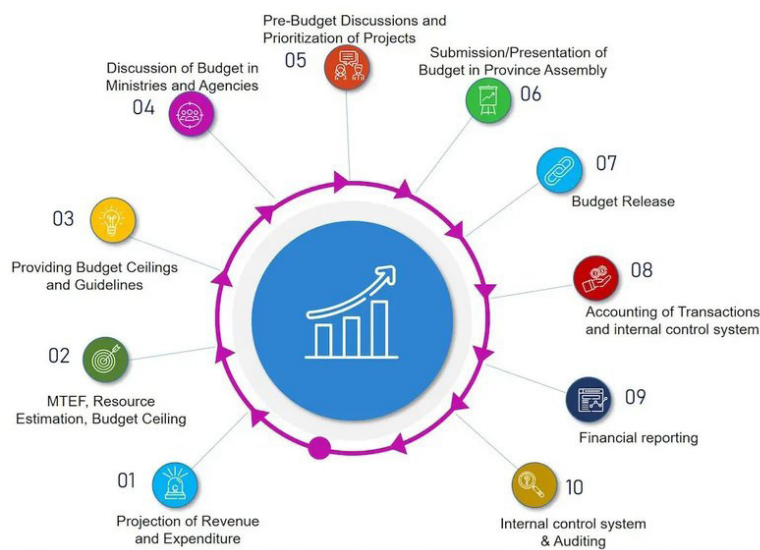 01
Projection of Revenue
and Expenditure
02
MTEF, Resource
Estimation, Budget Ceiling
03
Providing Budget Ceilings
and Guidelines
Discussion of Budget in
Ministries and Agencies
04
Pre-Budget Discussions and
Prioritization of Projects
05
Submission/Presentation of
Budget in Province Assembly
06
07
Budget Release
08
Accounting of Transactions
and internal control system
09
Financial reporting
10
Internal control system
& Auditing